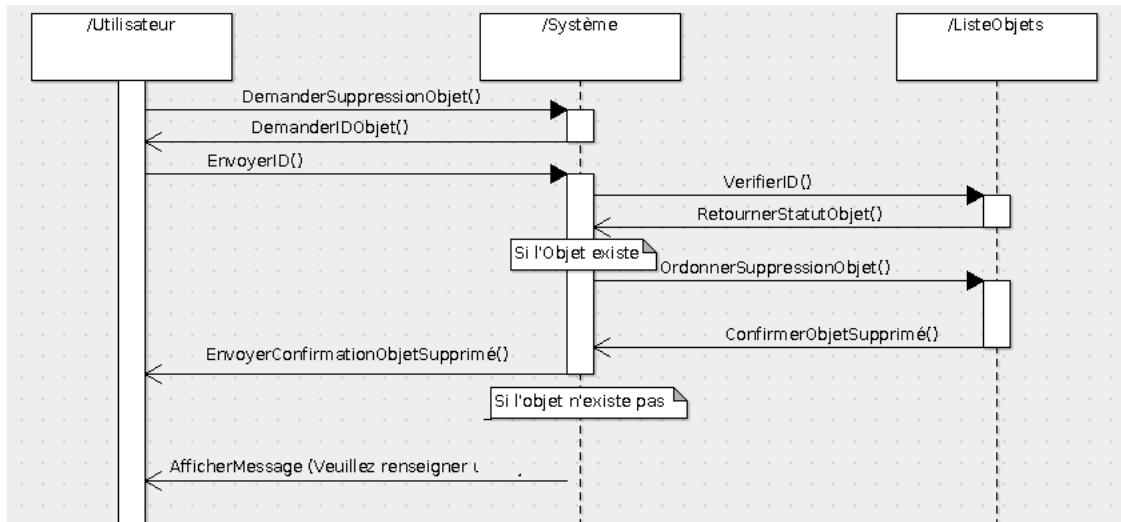 /Utilisateur
/Système
/ListeObjets
DemanderSuppressionObjet()
DemanderIDObjet()
EnvoyerID()
VerifierID()
RetournerStatutObjet()
Si l'Objet existe
OrdonnerSuppressionObjet()
ConfirmerObjetSupprimé()
EnvoyerConfirmationObjetSupprimé()
Si l'objet n'existe pas
AfficherMessage (Veuillez renseigner